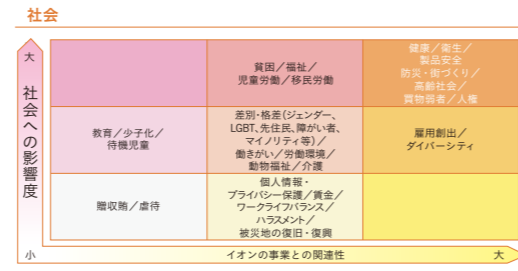 社会
大
社会への影響度
小
貧困／福祉／
児童労働／移民労働
健康／衛生／
製品安全
防災・街づくり／
高齢社会／
買物弱者／人権
教育／少子化／
待機児童
差別・格差（ジェンダー、
LGBT、先住民、障がい者、
マイノリティ等）／
働きがい／労働環境／
動物福祉／介護
雇用創出／
ダイバーシティ
贈収賄／虐待
個人情報・
プライバシー保護／賃金／
ワークライフバランス／
ハラスメント／
被災地の復旧・復興
イオンの事業との関連性
大